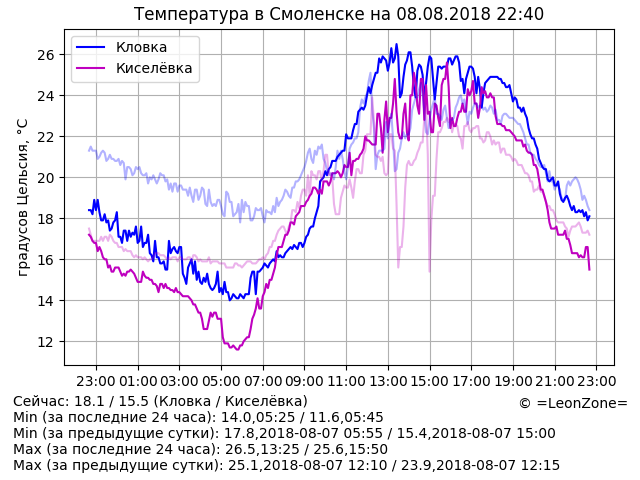 Температура в Смоленске на 08.08.2018 22:40
Кловка
Киселёвка
градусов Цельсия, °C
26
24
22
20
18
16
14
12
23:00 01:00 03:00 05:00 07:00 09:00 11:00 13:00 15:00 17:00 19:00 21:00 23:00
Сейчас: 18.1 / 15.5 (Кловка / Киселёвка)
© =LeonZone=
Min (за последние 24 часа): 14.0,05:25 / 11.6,05:45
Min (за предыдущие сутки): 17.8,2018-08-07 05:55 / 15.4,2018-08-07 15:00
Max (за последние 24 часа): 26.5,13:25 / 25.6,15:50
Max (за предыдущие сутки): 25.1,2018-08-07 12:10 / 23.9,2018-08-07 12:15